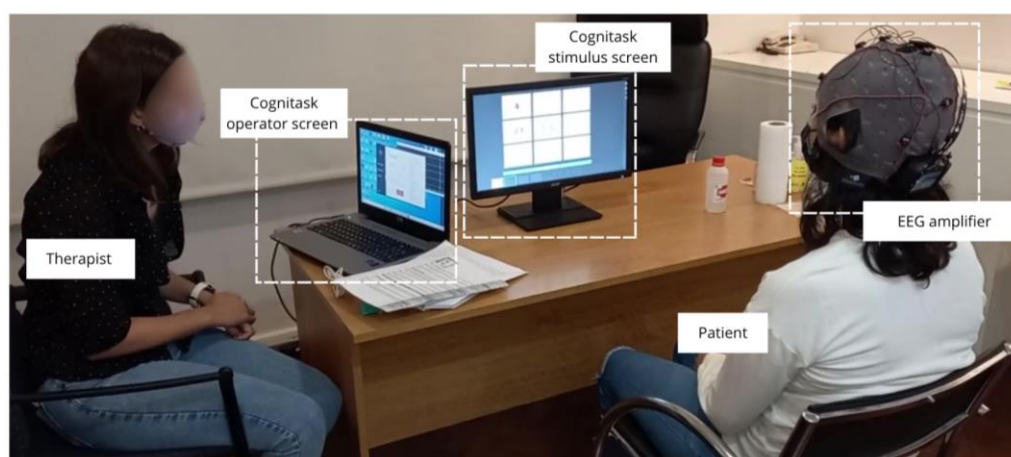 Cognitask
stimulus screen
Cognitask
operator screen
EEG amplifier
Therapist
Patient